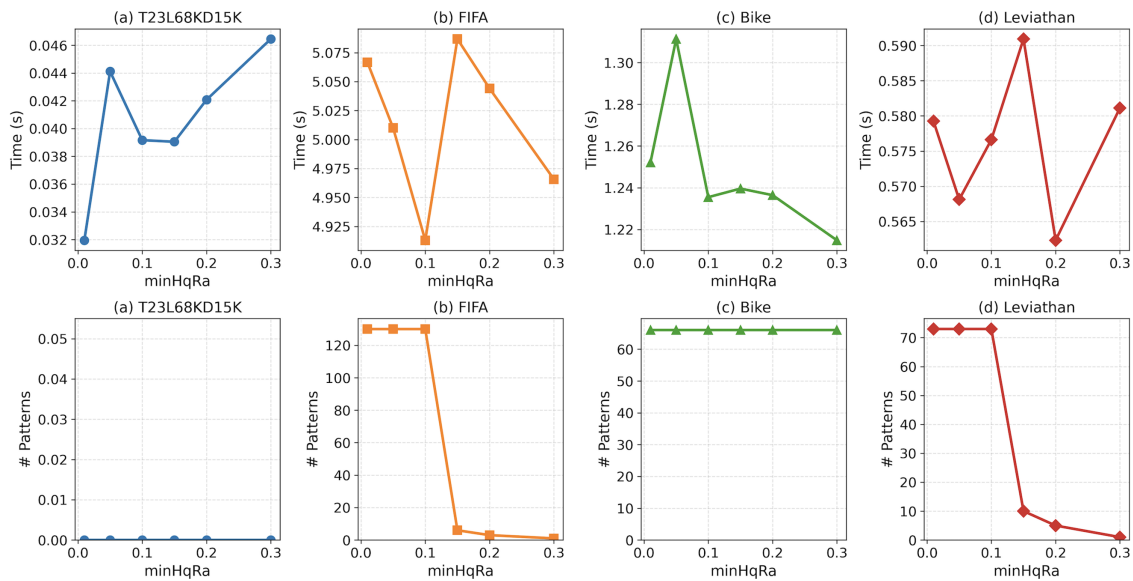 (a) T23L68KD15K
Time (s)
0.046
0.044
0.042
0.040
0.038
0.036
0.034
0.032
0.0 0.1 0.2 0.3
minHqRa
(b) FIFA
Time (s)
5.075
5.050
5.025
5.000
4.975
4.950
4.925
0.0 0.1 0.2 0.3
minHqRa
(c) Bike
Time (s)
1.30
1.28
1.26
1.24
1.22
0.0 0.1 0.2 0.3
minHqRa
(d) Leviathan
Time (s)
0.590
0.585
0.580
0.575
0.570
0.565
0.0 0.1 0.2 0.3
minHqRa
(a) T23L68KD15K
# Patterns
0.05
0.04
0.03
0.02
0.01
0.00
0.0 0.1 0.2 0.3
minHqRa
(b) FIFA
# Patterns
120
100
80
60
40
20
0
0.0 0.1 0.2 0.3
minHqRa
(c) Bike
# Patterns
60
50
40
30
20
10
0
0.0 0.1 0.2 0.3
minHqRa
(d) Leviathan
# Patterns
70
60
50
40
30
20
10
0
0.0 0.1 0.2 0.3
minHqRa